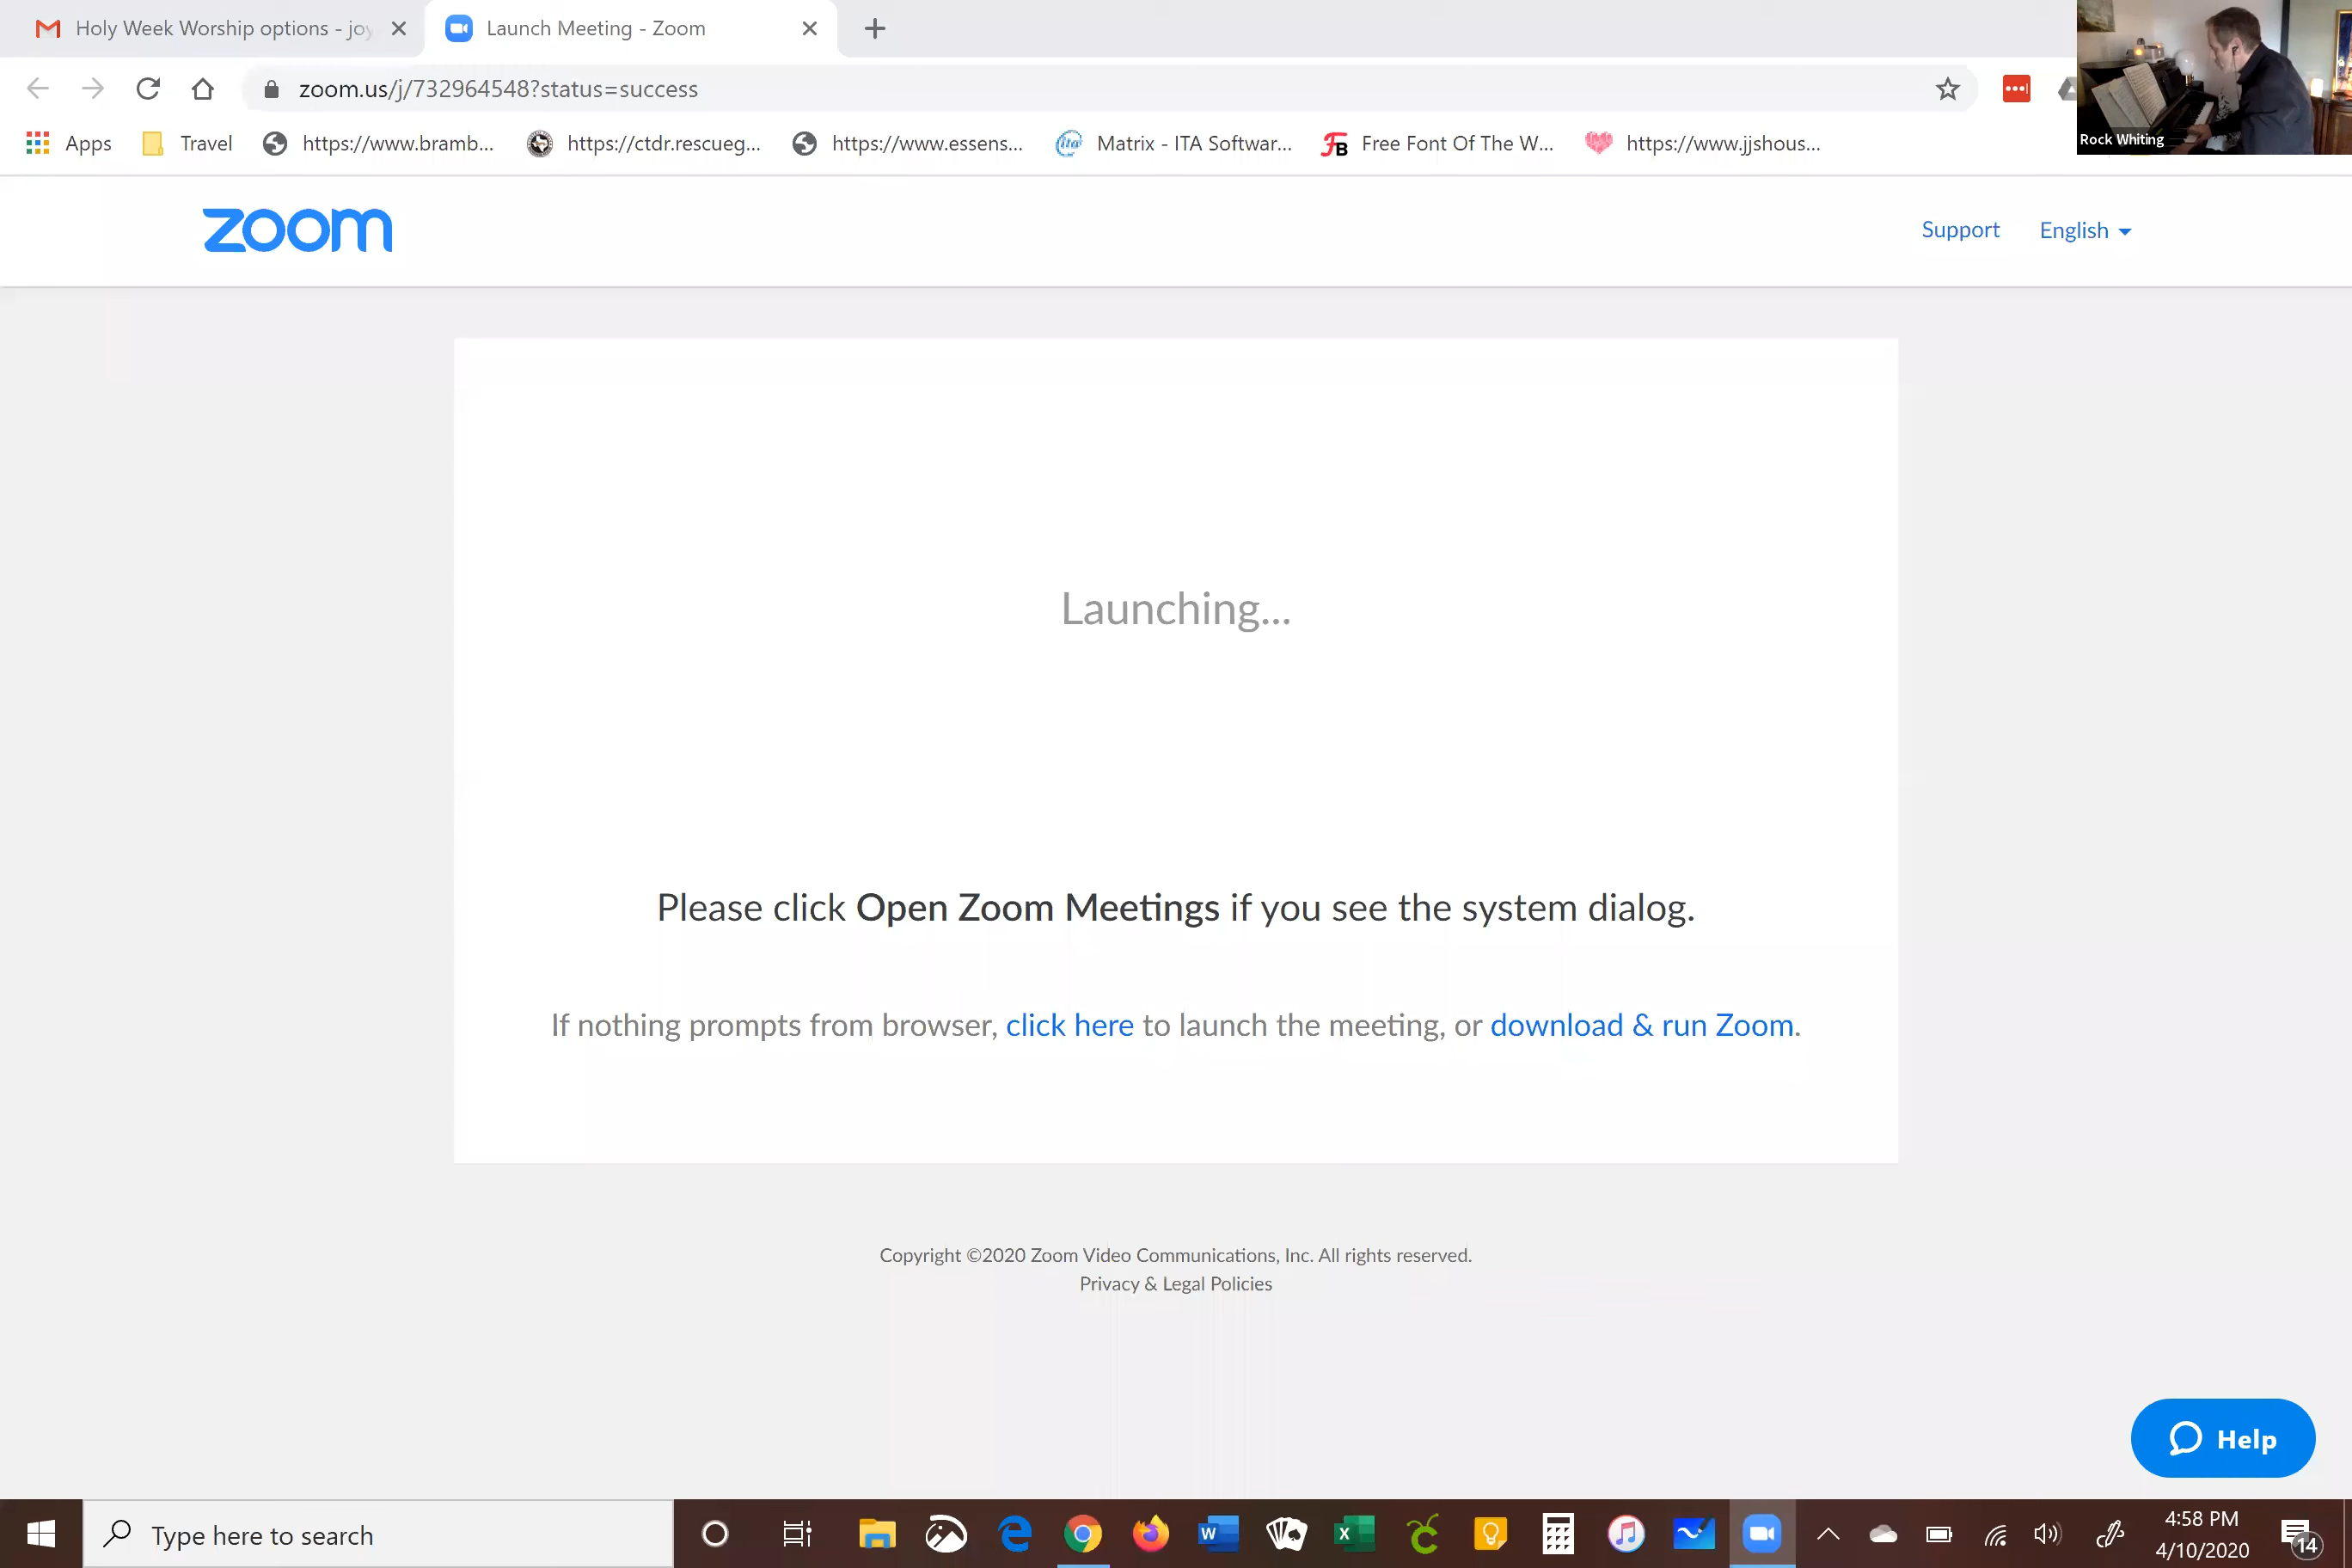 Holy Week Worship options - joy
Launch Meeting - Zoom
zoom.us/j/732964548?status=success
Apps
Travel
https://www.bramb...
https://ctdr.rescueg...
https://www.essens...
ita
Matrix - ITA Softwar...
FB
Free Font Of The W...
https://www.jjshous...
Rock Whiting
zoom
Support
English
Launching...
Please click Open Zoom Meetings if you see the system dialog.
If nothing prompts from browser, click here to launch the meeting, or download & run Zoom.
Copyright ©2020 Zoom Video Communications, Inc. All rights reserved.
Privacy & Legal Policies
Help
Type here to search
W
X
4:58 PM
4/10/2020
14